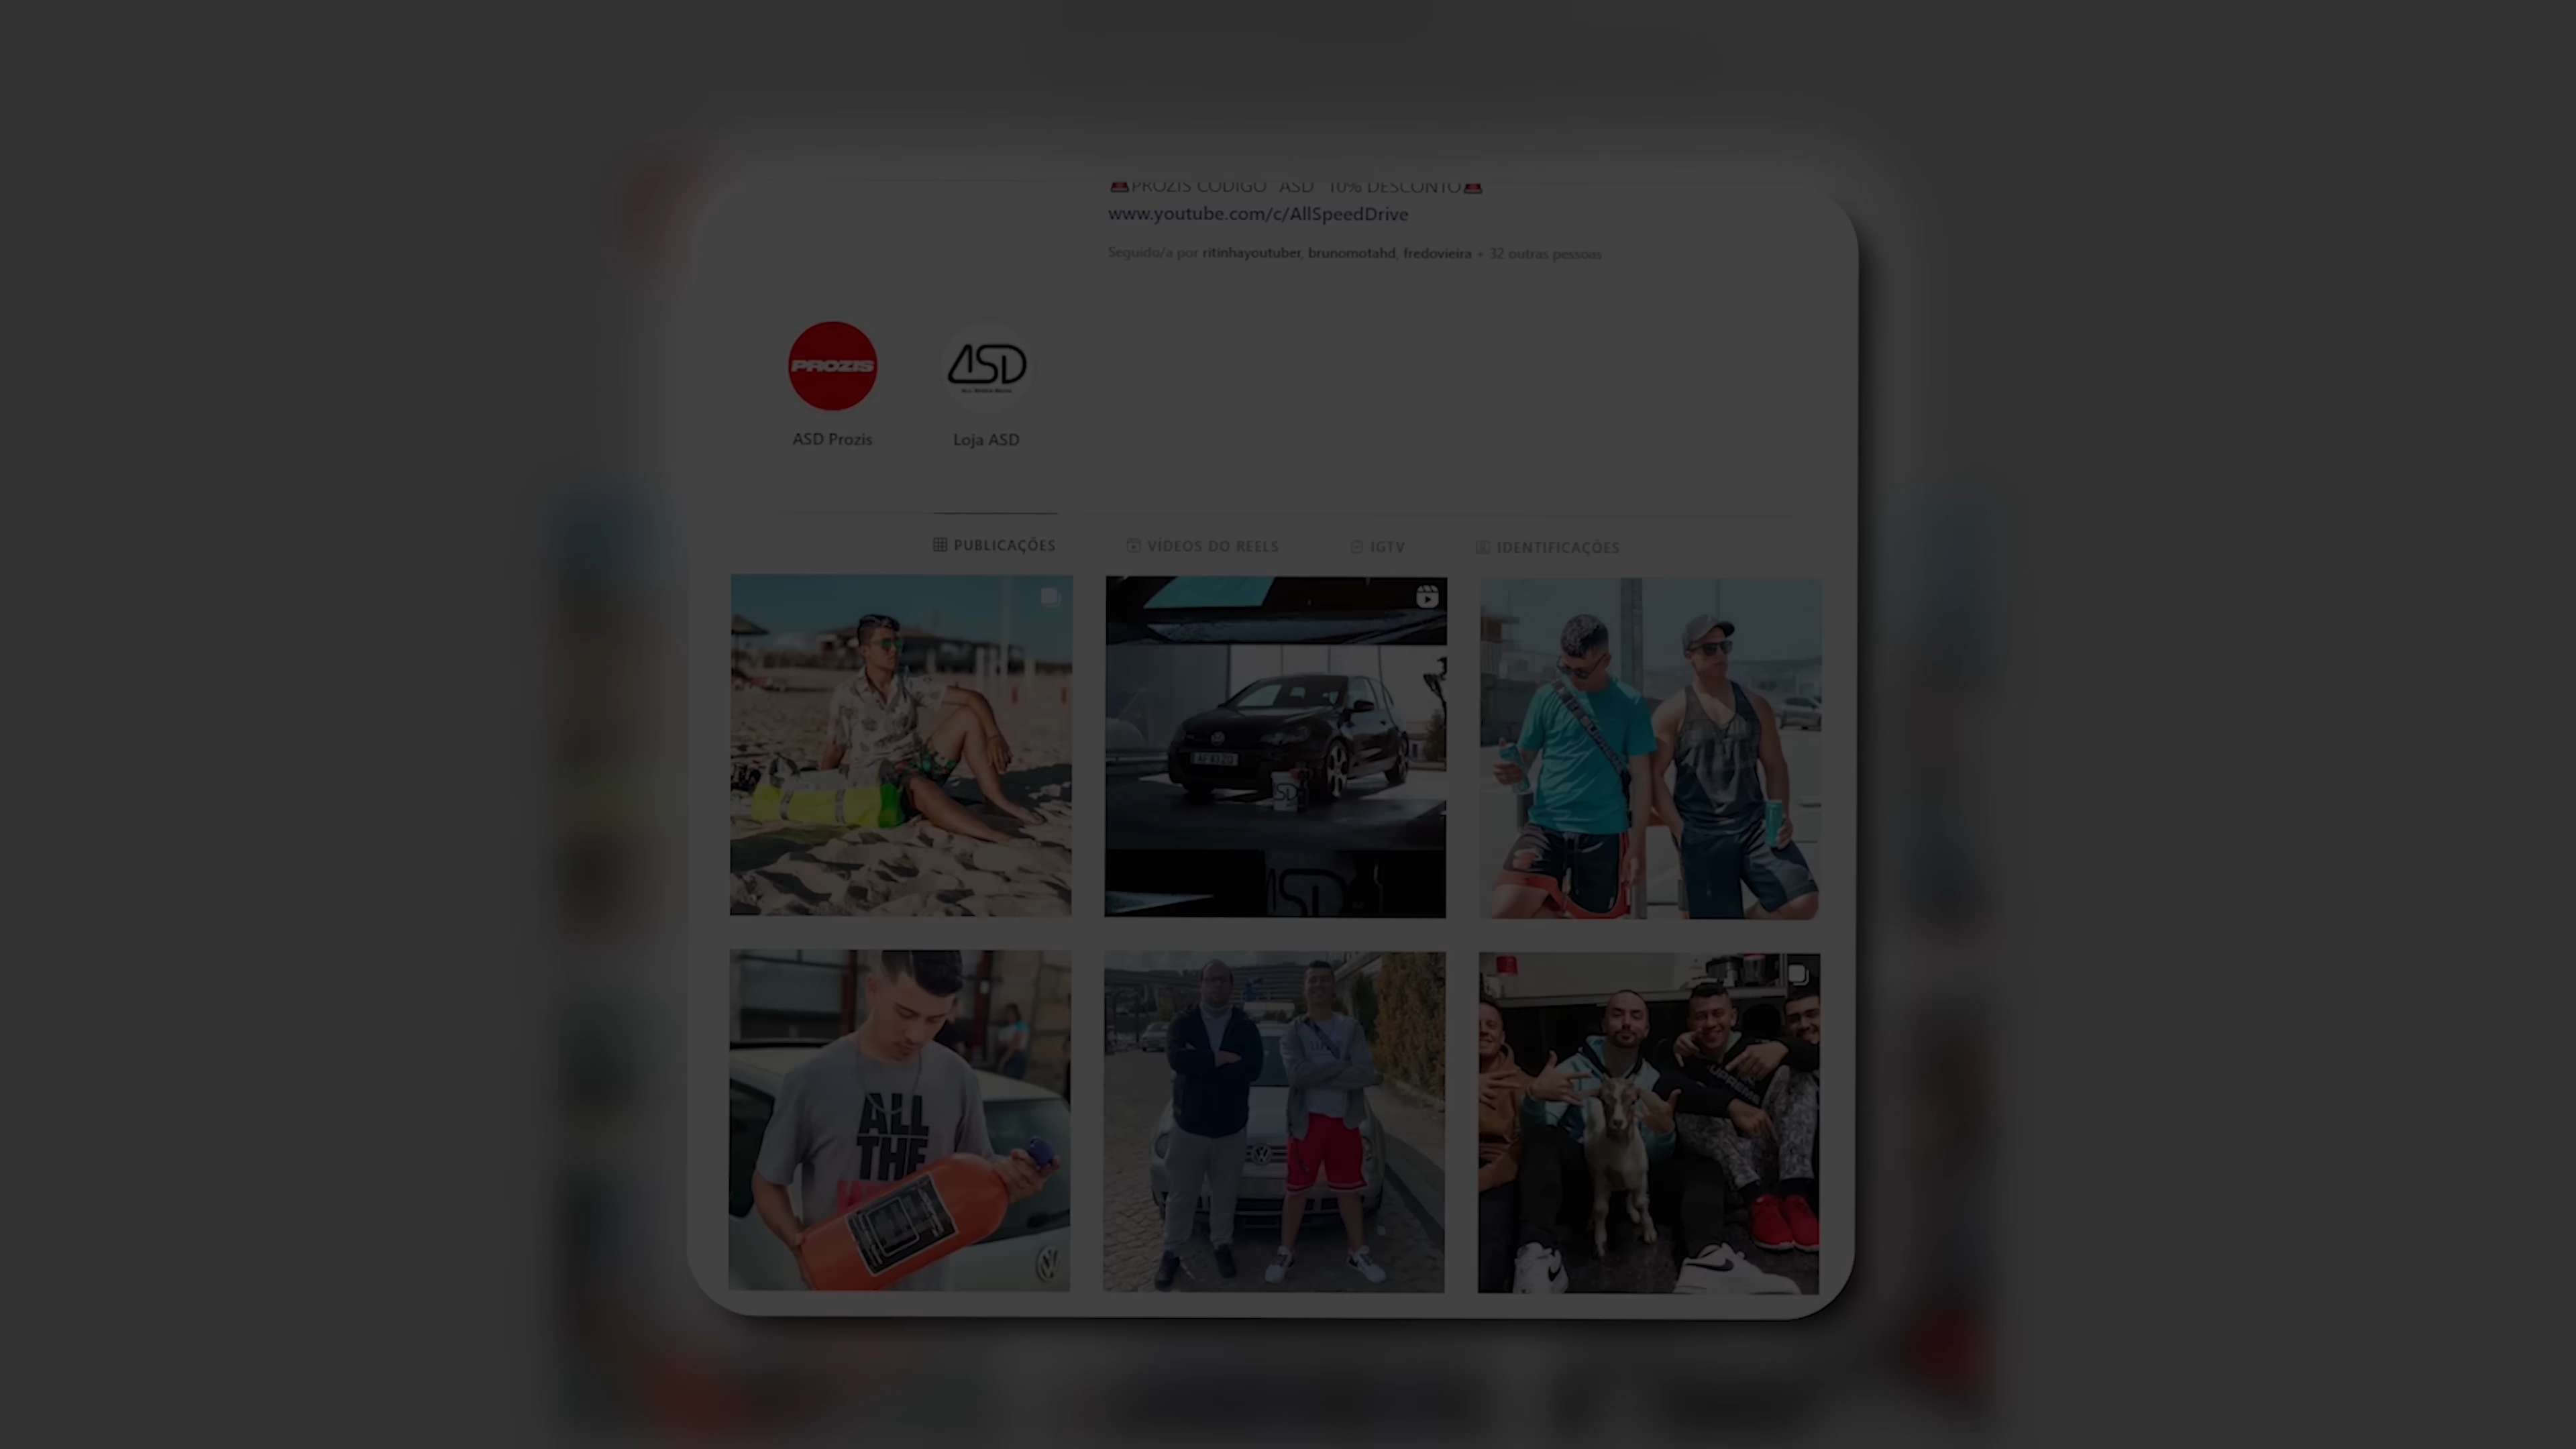 PROZIS CODIGO "ASD" 10% DESCONTO
www.youtube.com/c/AllSpeedDrive
Seguido/a por ritinhayoutuber, brunomotahd, fredovieira + 32 outras pessoas
PROZIS
ASD
ASD Prozis
Loja ASD
PUBLICAÇÕES
VÍDEOS DO REELS
IGTV
IDENTIFICAÇÕES
ASD
ALL
THE